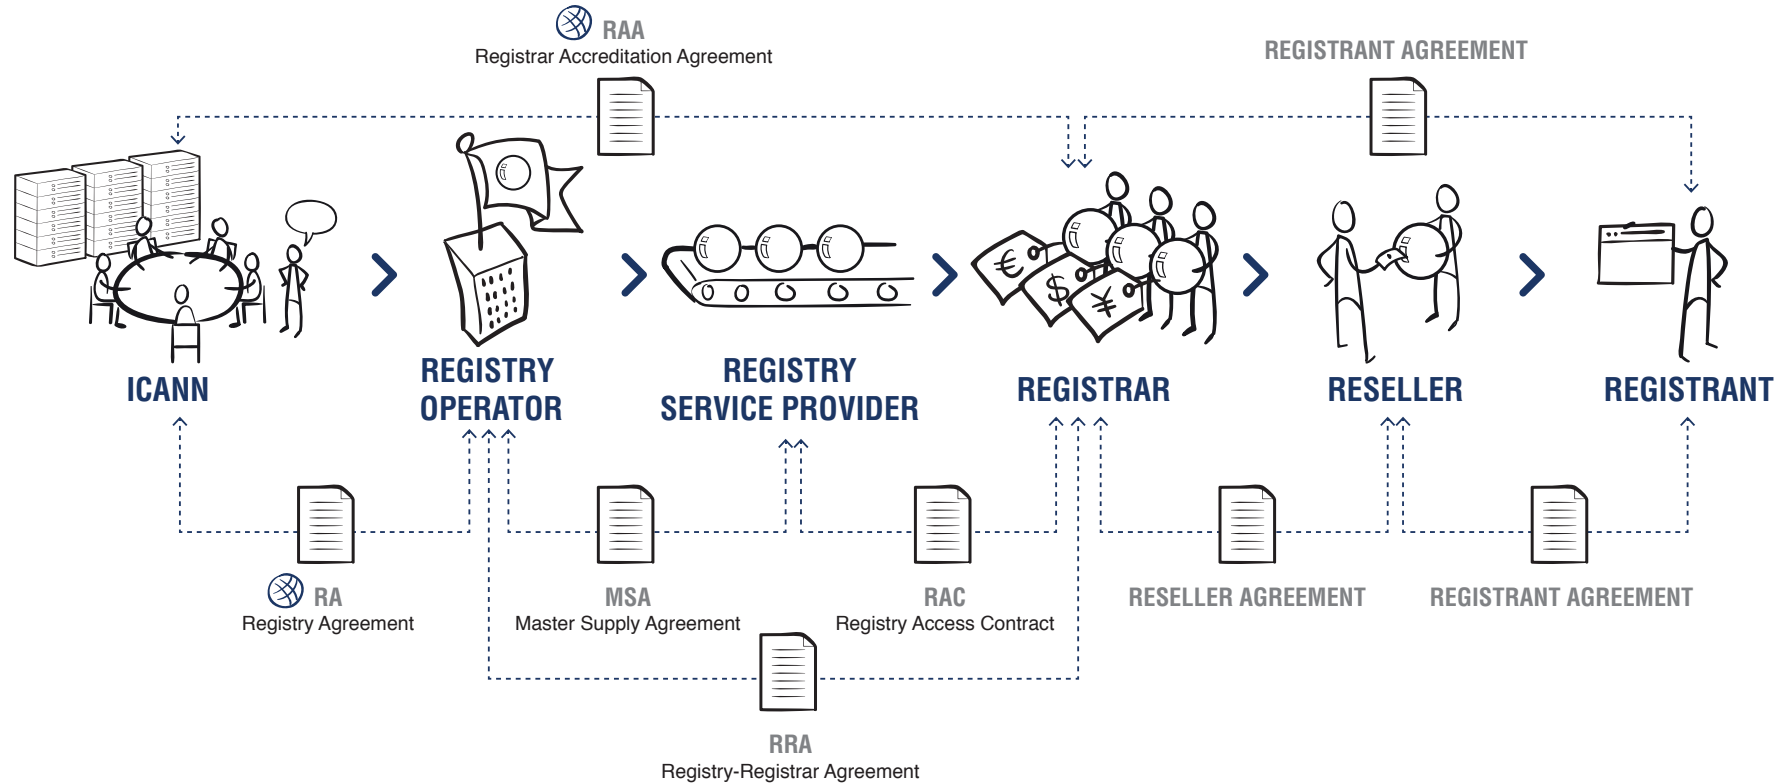 RAA
Registrar Accreditation Agreement
REGISTRANT AGREEMENT
€
$
¥
ICANN
REGISTRY
OPERATOR
REGISTRY
SERVICE PROVIDER
REGISTRAR
RESELLER
REGISTRANT
RA
Registry Agreement
MSA
Master Supply Agreement
RAC
Registry Access Contract
RESELLER AGREEMENT
REGISTRANT AGREEMENT
RRA
Registry-Registrar Agreement